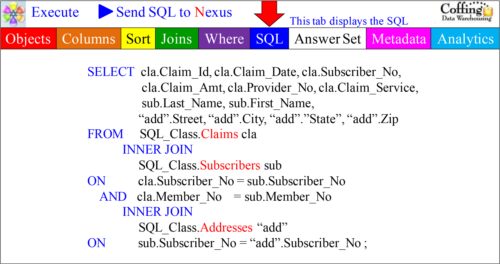 Execute Send SQL to Nexus This tab displays the SQL Coffing Data Warehousing
Objects Columns Sort Joins Where SQL Answer Set Metadata Analytics
SELECT cla.Claim_Id, cla.Claim_Date, cla.Subscriber_No,
cla.Claim_Amt, cla.Provider_No, cla.Claim_Service,
sub.Last_Name, sub.First_Name,
“add”.Street, “add”.City, “add”.”State”, “add”.Zip
FROM SQL_Class.Claims cla
INNER JOIN
SQL_Class.Subscribers sub
ON cla.Subscriber_No = sub.Subscriber_No
AND cla.Member_No = sub.Member_No
INNER JOIN
SQL_Class.Addresses “add”
ON sub.Subscriber_No = “add”.Subscriber_No ;